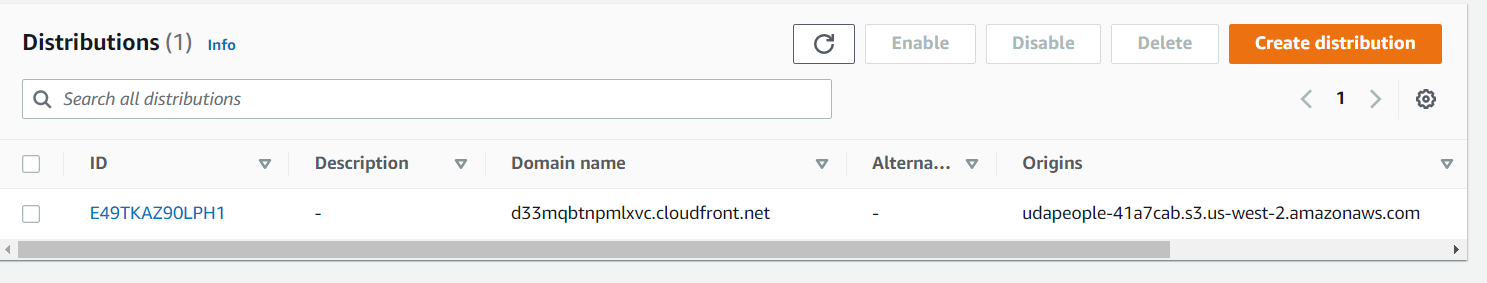 Distributions (1) Info Enable Disable Delete Create distribution
Search all distributions 1
ID Description Domain name Alterna... Origins
E49TKAZ90LPH1 - d33mqbtnpmlxvc.cloudfront.net - udapeople-41a7cab.s3.us-west-2.amazonaws.com